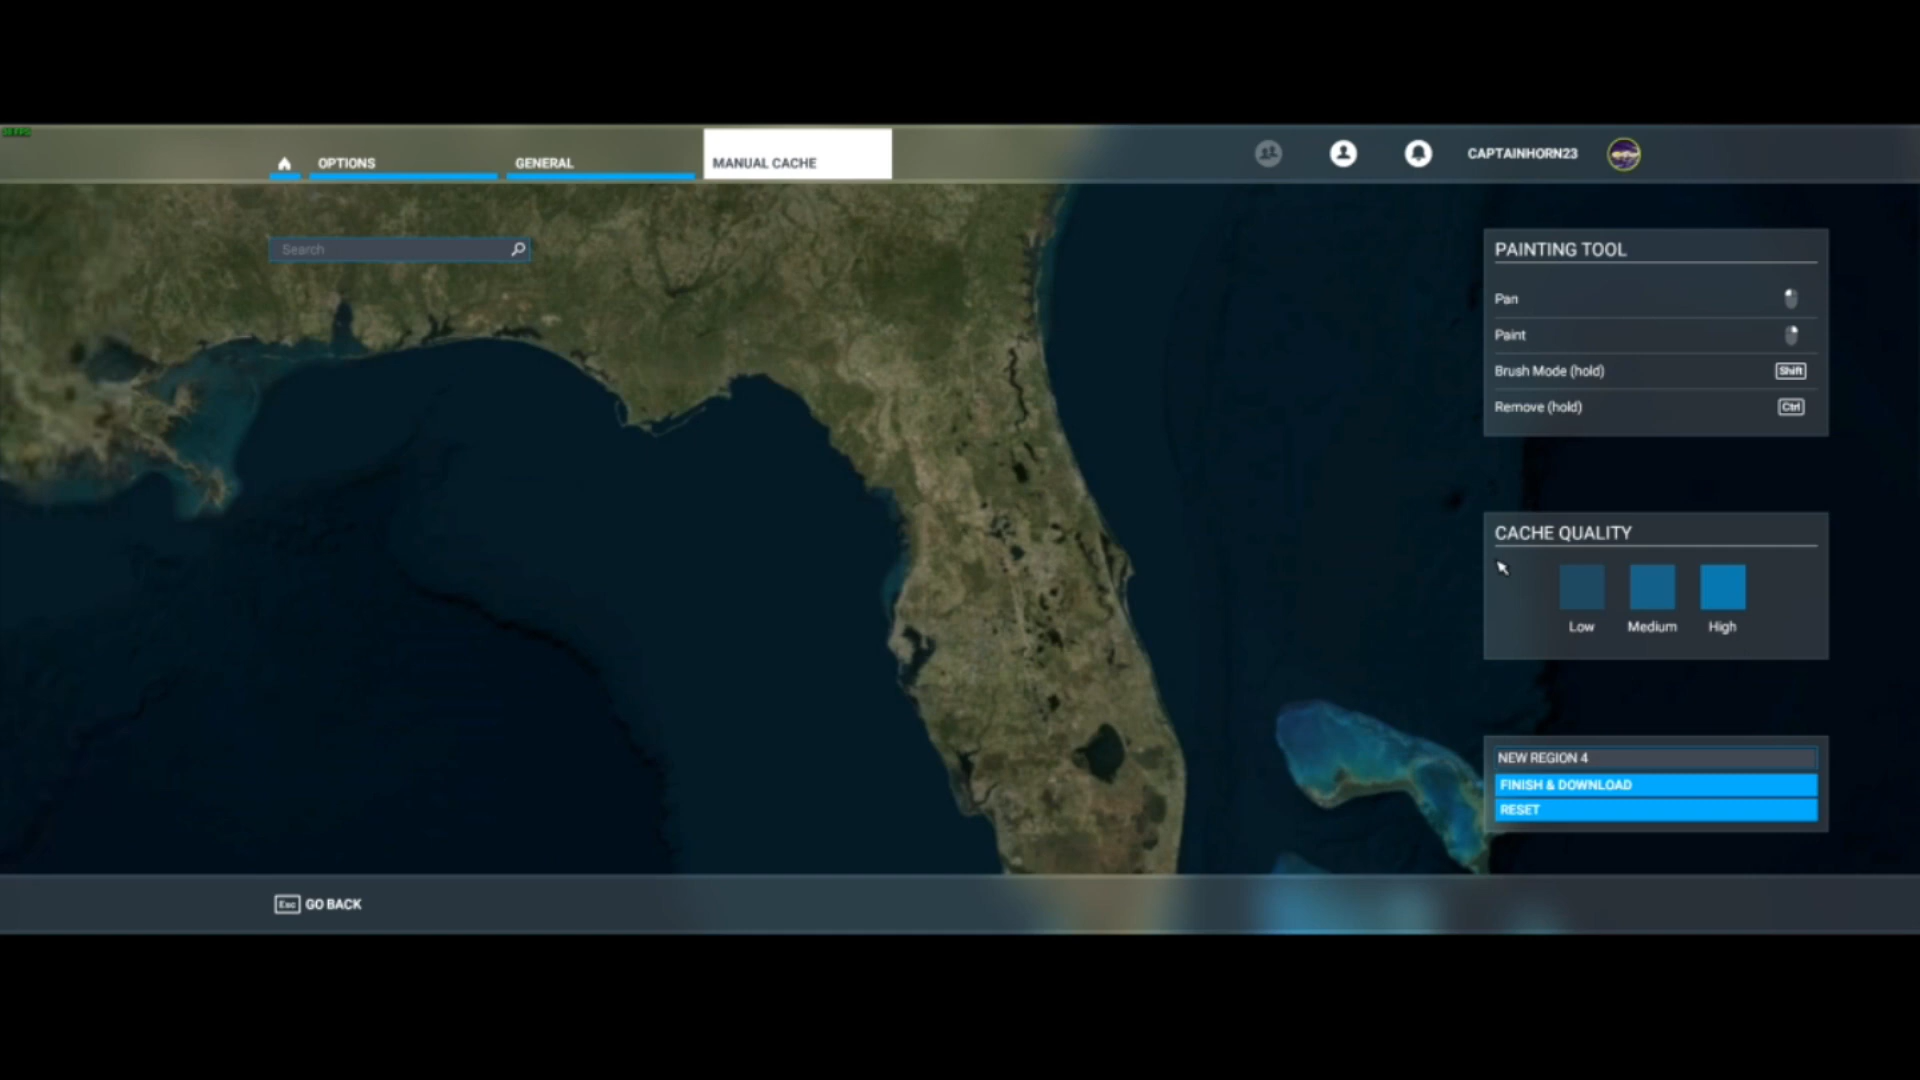 OPTIONS
GENERAL
MANUAL CACHE
CAPTAINHORN23
Search
PAINTING TOOL
Pan
Paint
Brush Mode (hold)
Shift
Remove (hold)
Ctrl
CACHE QUALITY
Low
Medium
High
NEW REGION 4
FINISH & DOWNLOAD
RESET
Esc GO BACK